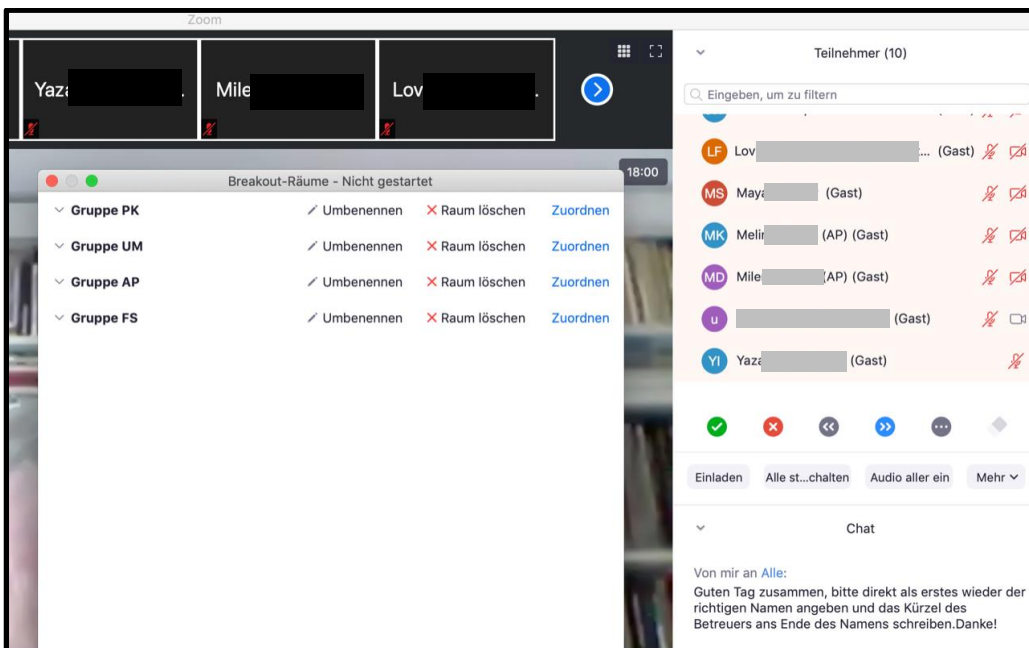 Zoom
Yaza .
Mile
Lov .
18:00
Breakout-Räume - Nicht gestartet
Gruppe PK Umbenennen Raum löschen Zuordnen
Gruppe UM Umbenennen Raum löschen Zuordnen
Gruppe AP Umbenennen Raum löschen Zuordnen
Gruppe FS Umbenennen Raum löschen Zuordnen
Teilnehmer (10)
Eingeben, um zu filtern
LF Lov ... (Gast)
MS Maya (Gast)
MK Melin (AP) (Gast)
MD Mile (AP) (Gast)
u (Gast)
YI Yaza (Gast)
Einladen Alle st...chalten Audio aller ein Mehr
Chat
Von mir an Alle:
Guten Tag zusammen, bitte direkt als erstes wieder der
richtigen Namen angeben und das Kürzel des
Betreuers ans Ende des Namens schreiben.Danke!